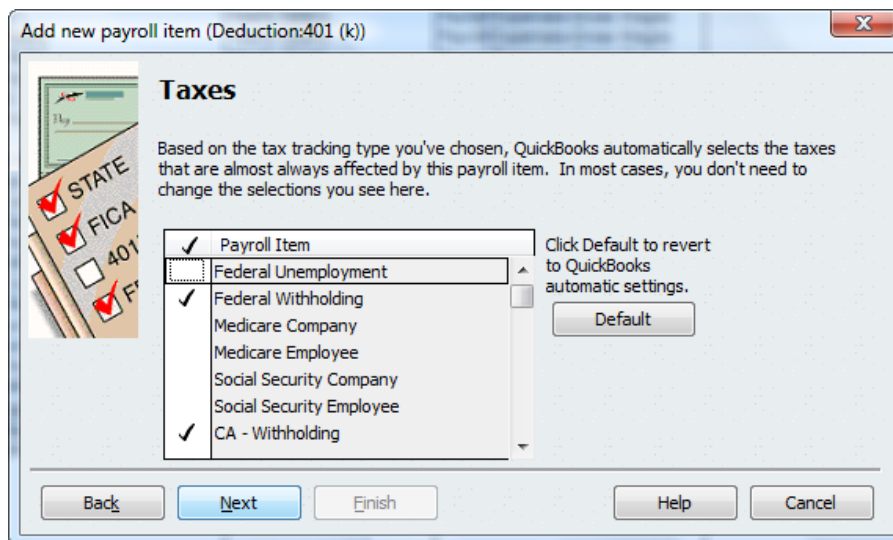 Add new payroll item (Deduction:401 (k))
Taxes
Based on the tax tracking type you've chosen, QuickBooks automatically selects the taxes
that are almost always affected by this payroll item. In most cases, you don't need to
change the selections you see here.
Pay
STATE
FICA
401
Payroll Item
Federal Unemployment
Federal Withholding
Medicare Company
Medicare Employee
Social Security Company
Social Security Employee
CA - Withholding
Click Default to revert
to QuickBooks
automatic settings.
Default
Back
Next
Finish
Help
Cancel